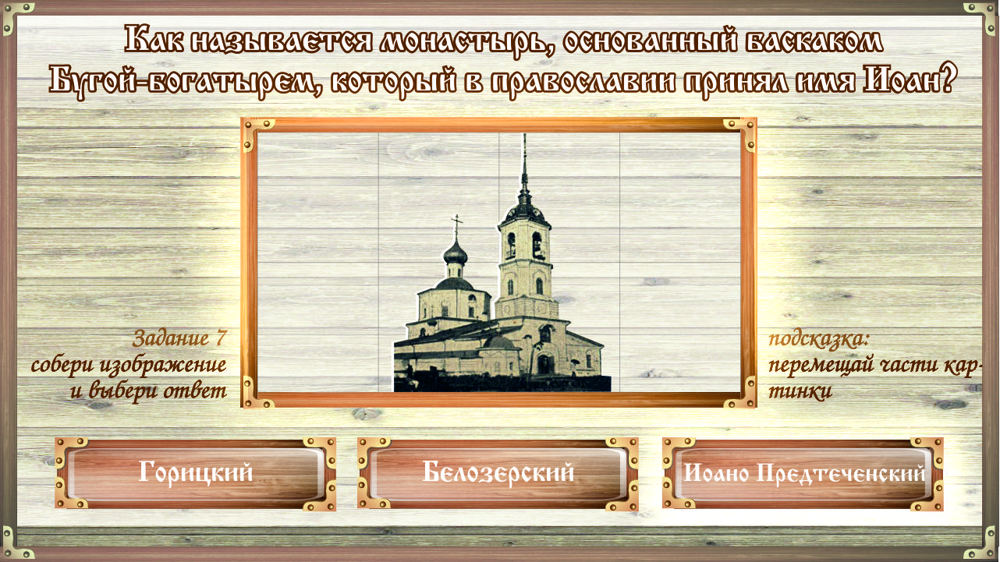 Как называется монастырь, основанный баскаком
Бугой-богатырем, который в православии принял имя Иоан?
Задание 7
собери изображение
и выбери ответ
подсказка:
перемещай части кар-
тинки
Горицкий
Белозерский
Иоано Предтеченский